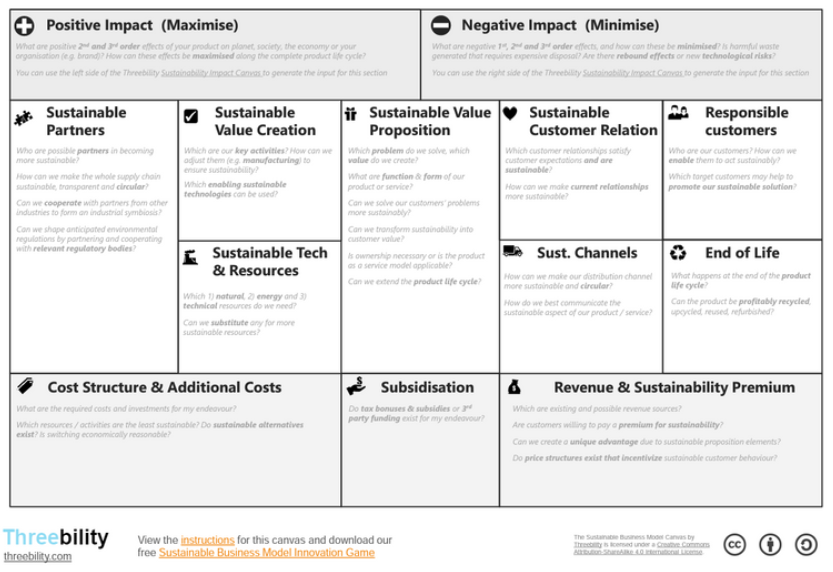 Positive Impact (Maximise)
What are positive 2nd and 3rd order effects of your product on planet, society, the economy or your
organisation (e.g. brand)? How can these effects be maximised along the complete product life cycle?
You can use the left side of the Threebility Sustainability Impact Canvas to generate the input for this section
Negative Impact (Minimise)
What are negative 1st, 2nd and 3rd order effects, and how can these be minimised? Is harmful waste
generated that requires expensive disposal? Are there rebound effects or new technological risks?
You can use the right side of the Threebility Sustainability Impact Canvas to generate the input for this section
Sustainable
Partners
Who are possible partners in becoming
more sustainable?
How can we make the whole supply chain
sustainable, transparent and circular?
Can we cooperate with partners from other
industries to form an industrial symbiosis?
Can we shape anticipated environmental
regulations by partnering and cooperating
with relevant regulatory bodies?
Sustainable
Value Creation
Which are our key activities? How can we
adjust them (e.g. manufacturing) to
ensure sustainability?
Which enabling sustainable
technologies can be used?
Sustainable Tech
& Resources
Which 1) natural, 2) energy and 3)
technical resources do we need?
Can we substitute any for more
sustainable resources?
Sustainable Value
Proposition
Which problem do we solve, which
value do we create?
What are function & form of our
product or service?
Can we solve our customers' problems
more sustainably?
Can we transform sustainability into
customer value?
Is ownership necessary or is the product
as a service model applicable?
Can we extend the product life cycle?
Sustainable
Customer Relation
Which customer relationships satisfy
customer expectations and are
sustainable?
How can we make current relationships
more sustainable?
Sust. Channels
How can we make our distribution channel
more sustainable and circular?
How do we best communicate the
sustainable aspect of our product / service?
Responsible
customers
Who are our customers? How can we
enable them to act sustainably?
Which target customers may help to
promote our sustainable solution?
End of Life
What happens at the end of the product
life cycle?
Can the product be profitably recycled,
upcycled, reused, refurbished?
Cost Structure & Additional Costs
What are the required costs and investments for my endeavour?
Which resources / activities are the least sustainable? Do sustainable alternatives
exist? Is switching economically reasonable?
Subsidisation
Do tax bonuses & subsidies or 3rd
party funding exist for my endeavour?
Revenue & Sustainability Premium
Which are existing and possible revenue sources?
Are customers willing to pay a premium for sustainability?
Can we create a unique advantage due to sustainable proposition elements?
Do price structures exist that incentivize sustainable customer behaviour?
Threebility
threebility.com
View the instructions for this canvas and download our
free Sustainable Business Model Innovation Game
The Sustainable Business Model Canvas by
Threebility is licensed under a Creative Commons
Attribution-ShareAlike 4.0 International License.
cc